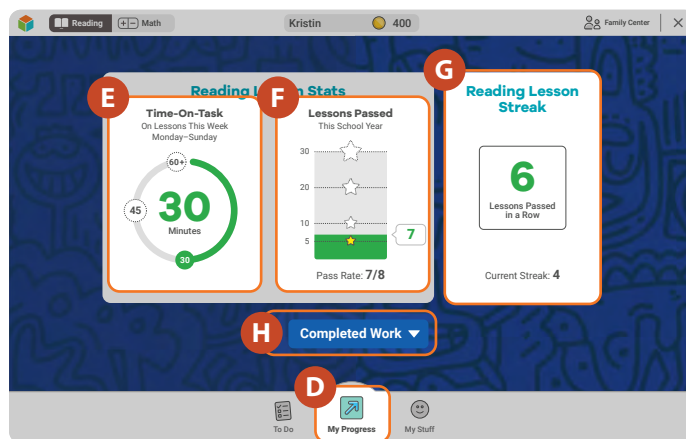 Reading
Math
Kristin
400
Family Center
E
F
G
Reading Lesson Stats
Time-On-Task
On Lessons This Week
Monday–Sunday
60+
45
30
Minutes
30
Lessons Passed
This School Year
30
20
10
5
7
Pass Rate: 7/8
Reading Lesson
Streak
6
Lessons Passed
in a Row
Current Streak: 4
H
Completed Work
D
To Do
My Progress
My Stuff